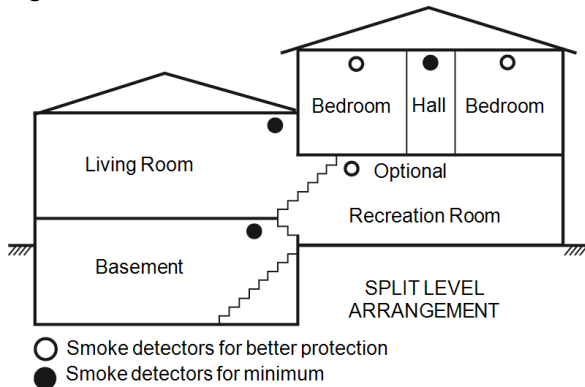 Bedroom
Hall
Bedroom
Living Room
Optional
Recreation Room
Basement
SPLIT LEVEL
ARRANGEMENT
Smoke detectors for better protection
Smoke detectors for minimum